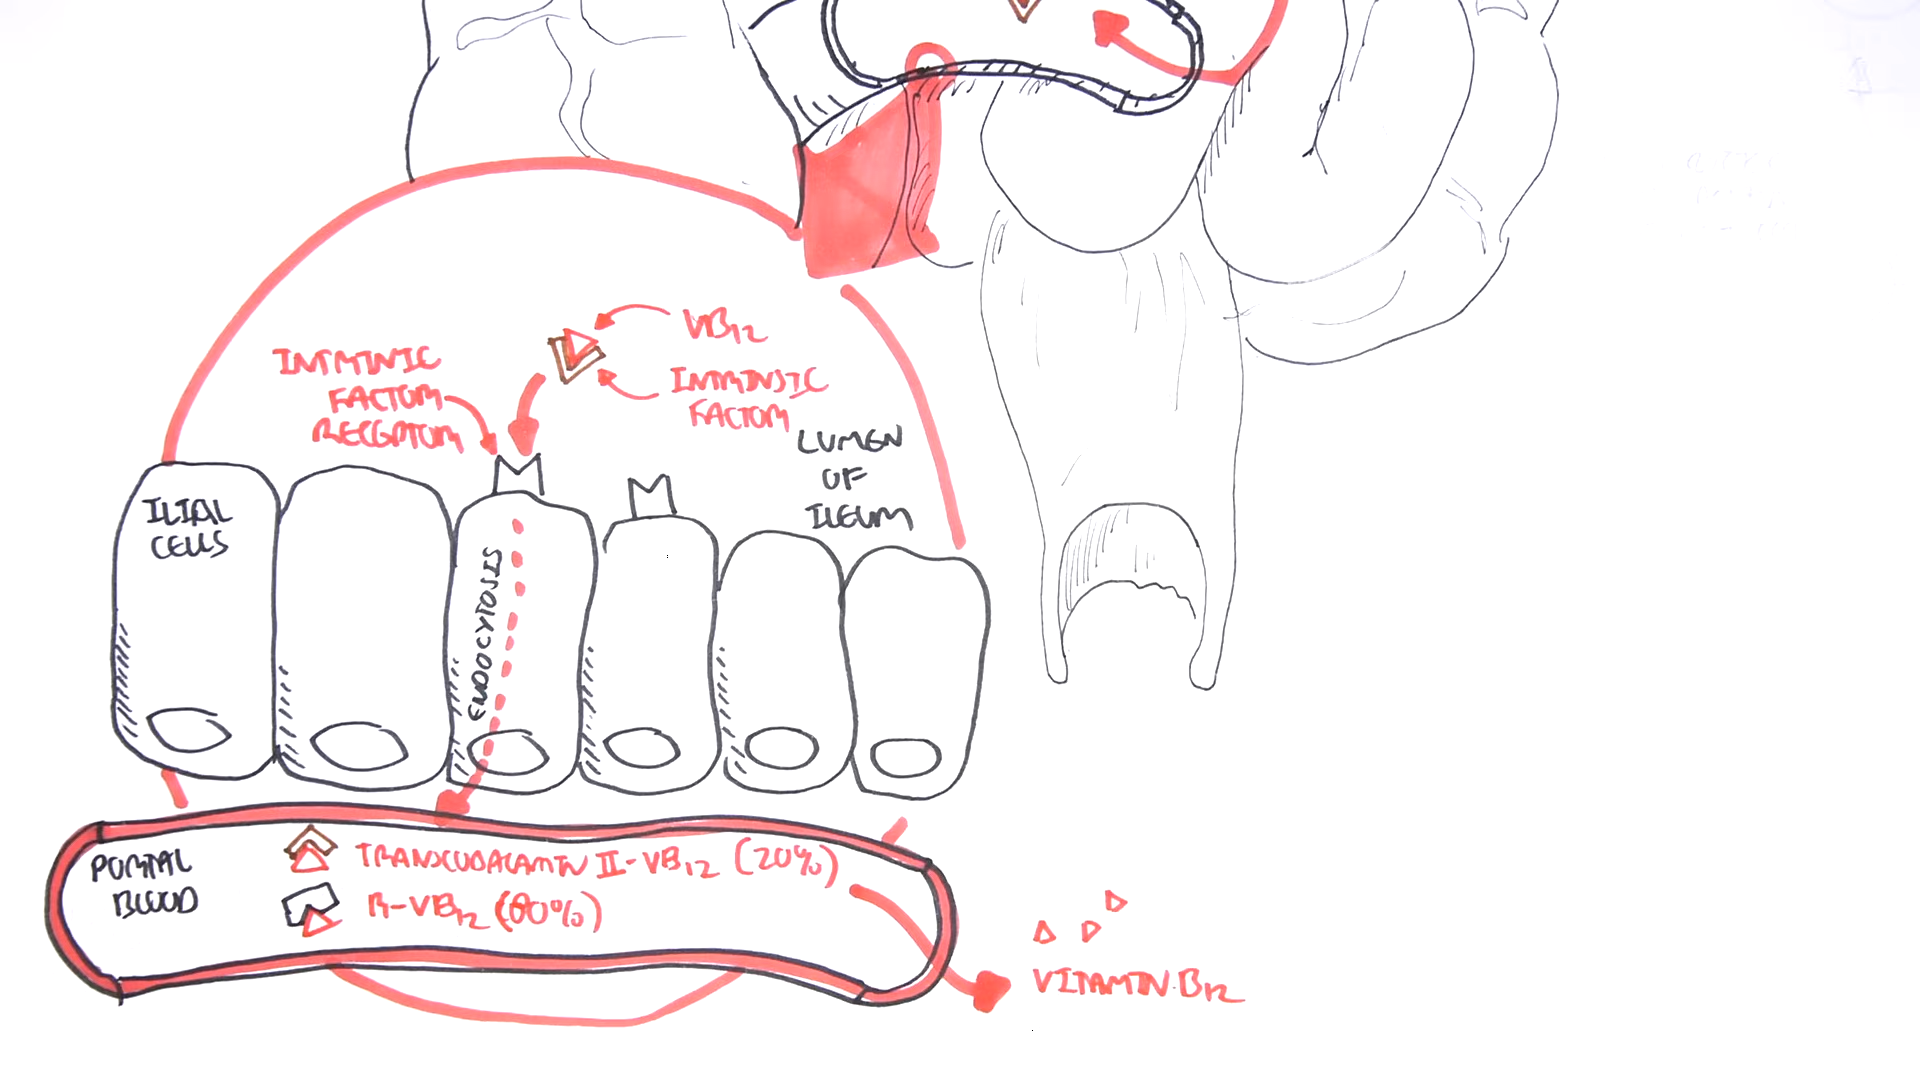 VB12
INTRINSIC
FACTOR
RECEPTOR
INTRINSIC
FACTOR
LUMEN
OF
ILEUM
ILIAL
CELLS
ENDOCYTOSIS
PORTAL
BLOOD
TRANSCOBALAMIN II-VB12 (20%)
R-VB12 (80%)
VITAMIN B12